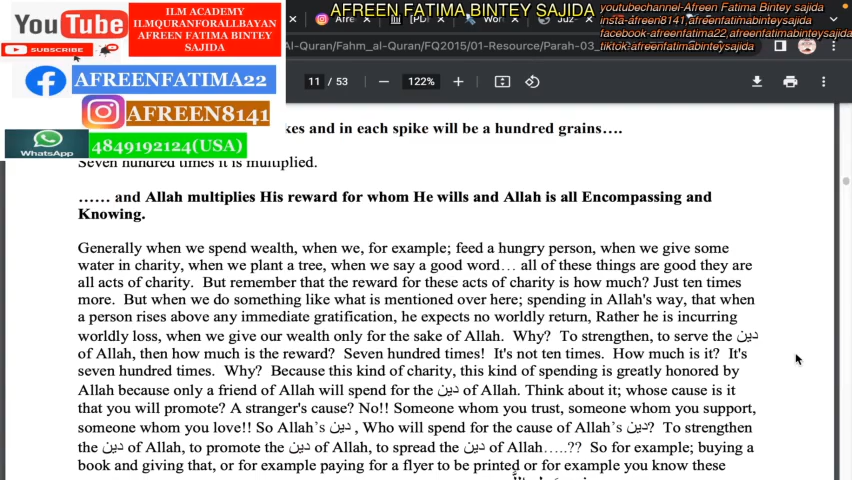 AFREEN FATIMA BINTEY SAJIDA
youtubechannel-Afreen Fatima Bintey sajida
insta-afreen8141,afreenfatimabinteysajida
facebook-afreenfatima22,afreenfatimabinteysajida
tiktok-afreenfatimabinteysajida
YouTube
SUBSCRIBE
ILM ACADEMY
ILMQURANFORALLBAYAN
AFREEN FATIMA BINTEY
SAJIDA
AFREENFATIMA22
AFREEN8141
WhatsApp
4849192124(USA)
Afree
[PD
Work
Juz
Al-Quran/Fahm_al-Quran/FQ2015/01-Resource/Parah-03_
11 / 53
122%
kes and in each spike will be a hundred grains….
Seven hundred times it is multiplied.
…… and Allah multiplies His reward for whom He wills and Allah is all Encompassing and
Knowing.
Generally when we spend wealth, when we, for example; feed a hungry person, when we give some
water in charity, when we plant a tree, when we say a good word… all of these things are good they are
all acts of charity. But remember that the reward for these acts of charity is how much? Just ten times
more. But when we do something like what is mentioned over here; spending in Allah's way, that when
a person rises above any immediate gratification, he expects no worldly return, Rather he is incurring
worldly loss, when we give our wealth only for the sake of Allah. Why? To strengthen, to serve the دين
of Allah, then how much is the reward? Seven hundred times! It's not ten times. How much is it? It's
seven hundred times. Why? Because this kind of charity, this kind of spending is greatly honored by
Allah because only a friend of Allah will spend for the دين of Allah. Think about it; whose cause is it
that you will promote? A stranger's cause? No!! Someone whom you trust, someone whom you support,
someone whom you love!! So Allah's دين , Who will spend for the cause of Allah's دين? To strengthen
the دين of Allah, to promote the دين of Allah, to spread the دين of Allah…..?? So for example; buying a
book and giving that, or for example paying for a flyer to be printed or for example you know these